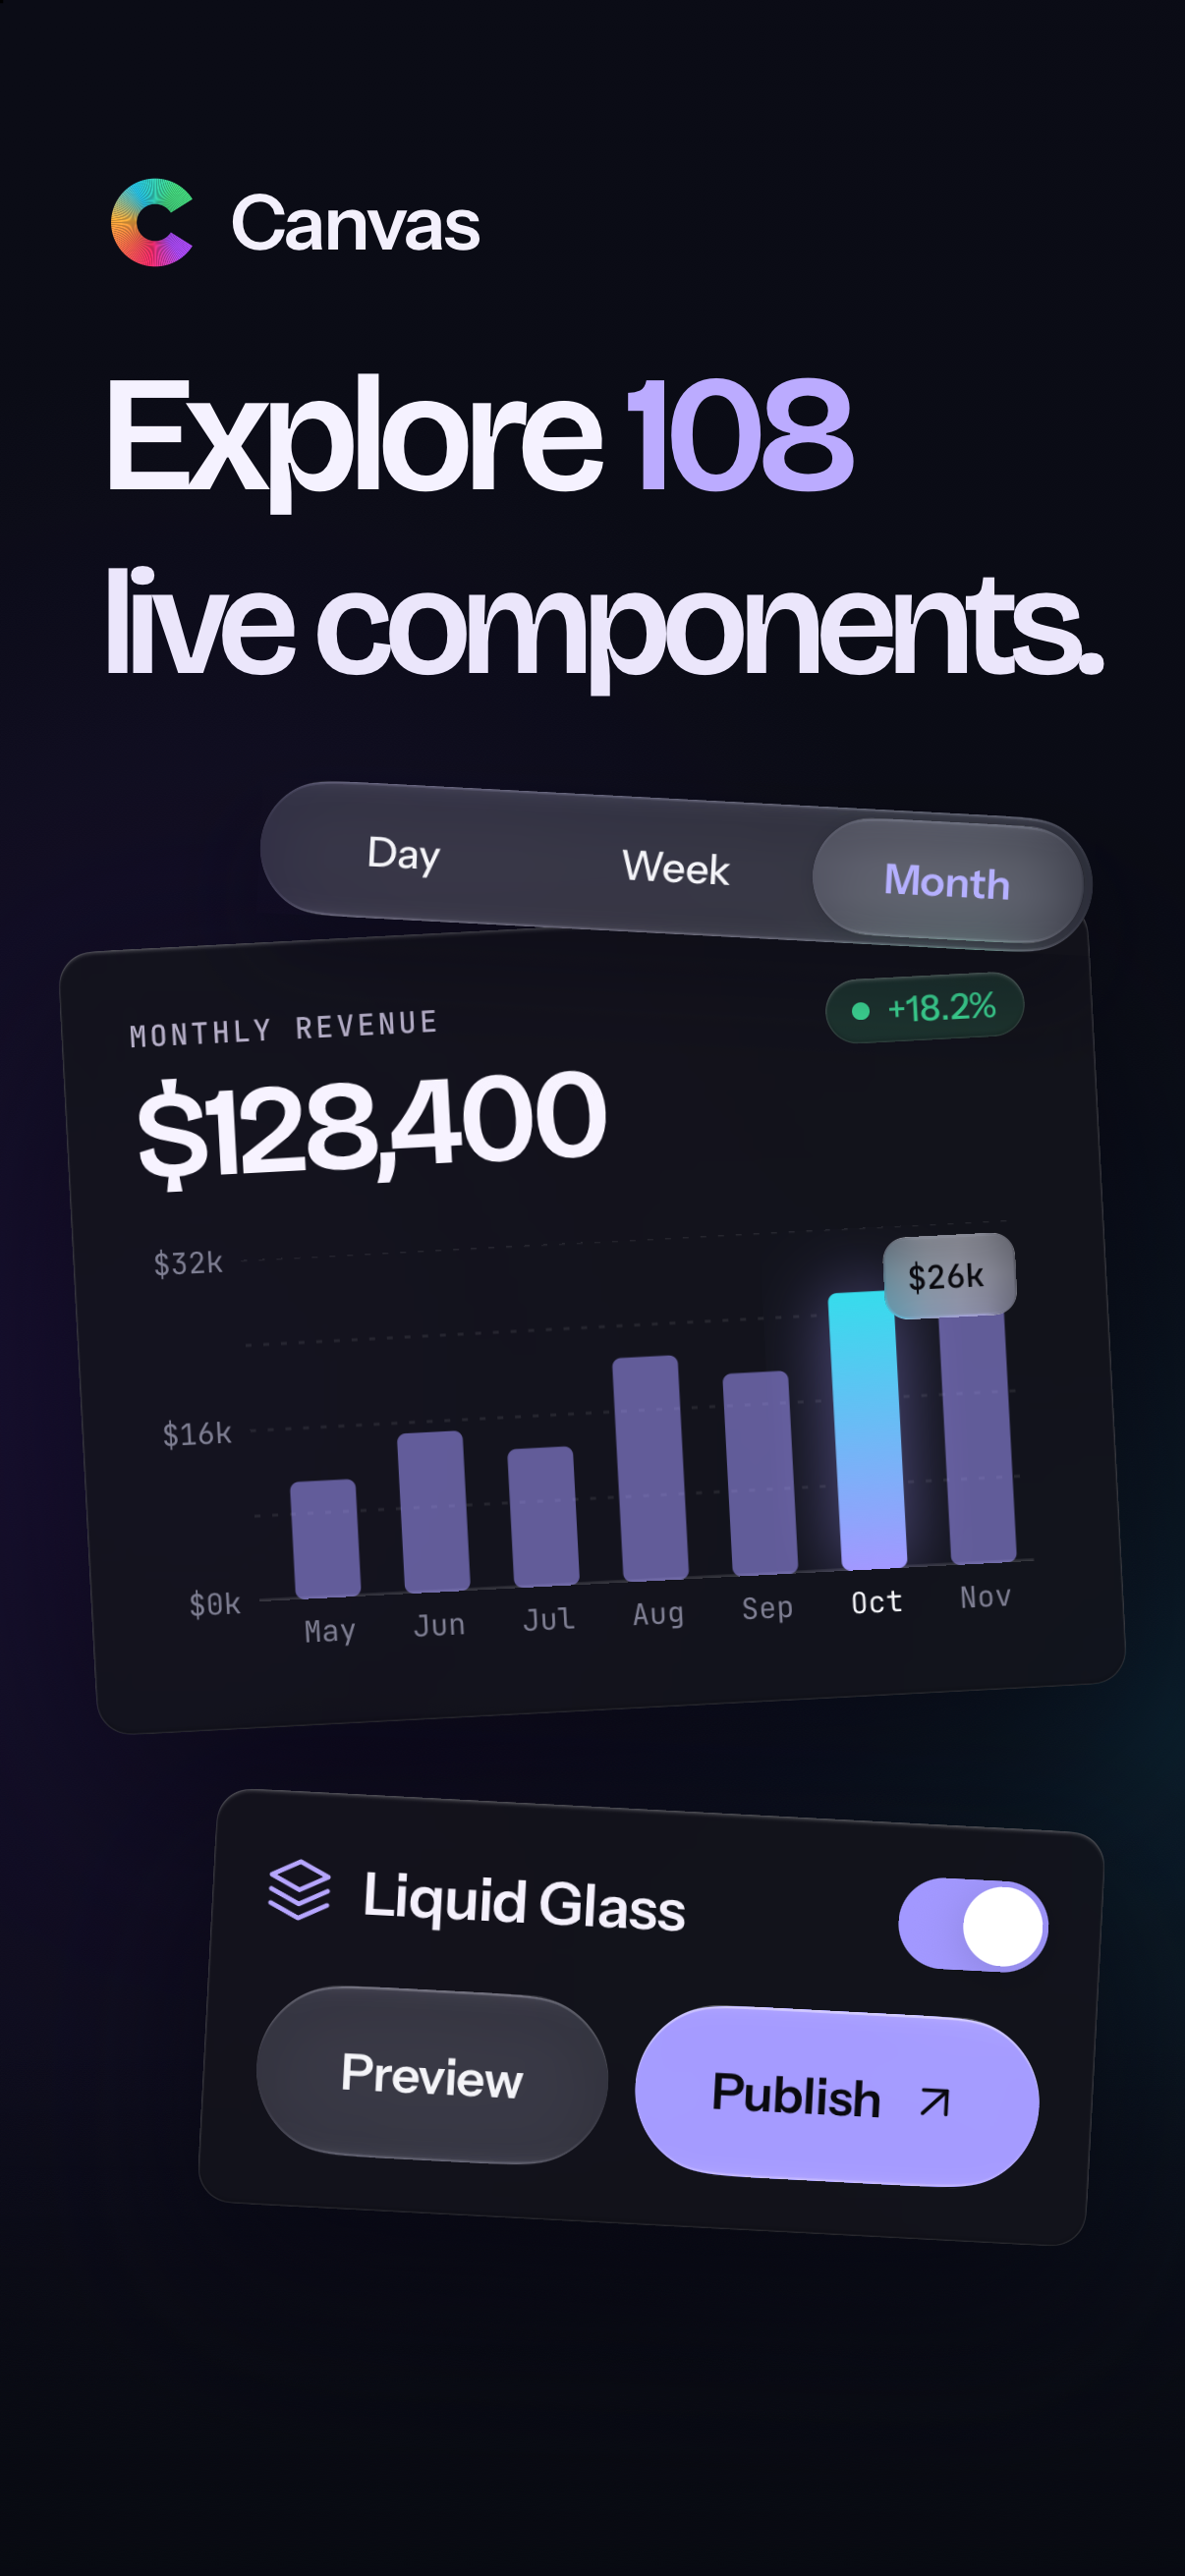 Canvas
Explore 108
live components.
Day Week Month
MONTHLY REVENUE
+18.2%
$128,400
$32k
$26k
$16k
$0k
May Jun Jul Aug Sep Oct Nov
Liquid Glass
Preview
Publish